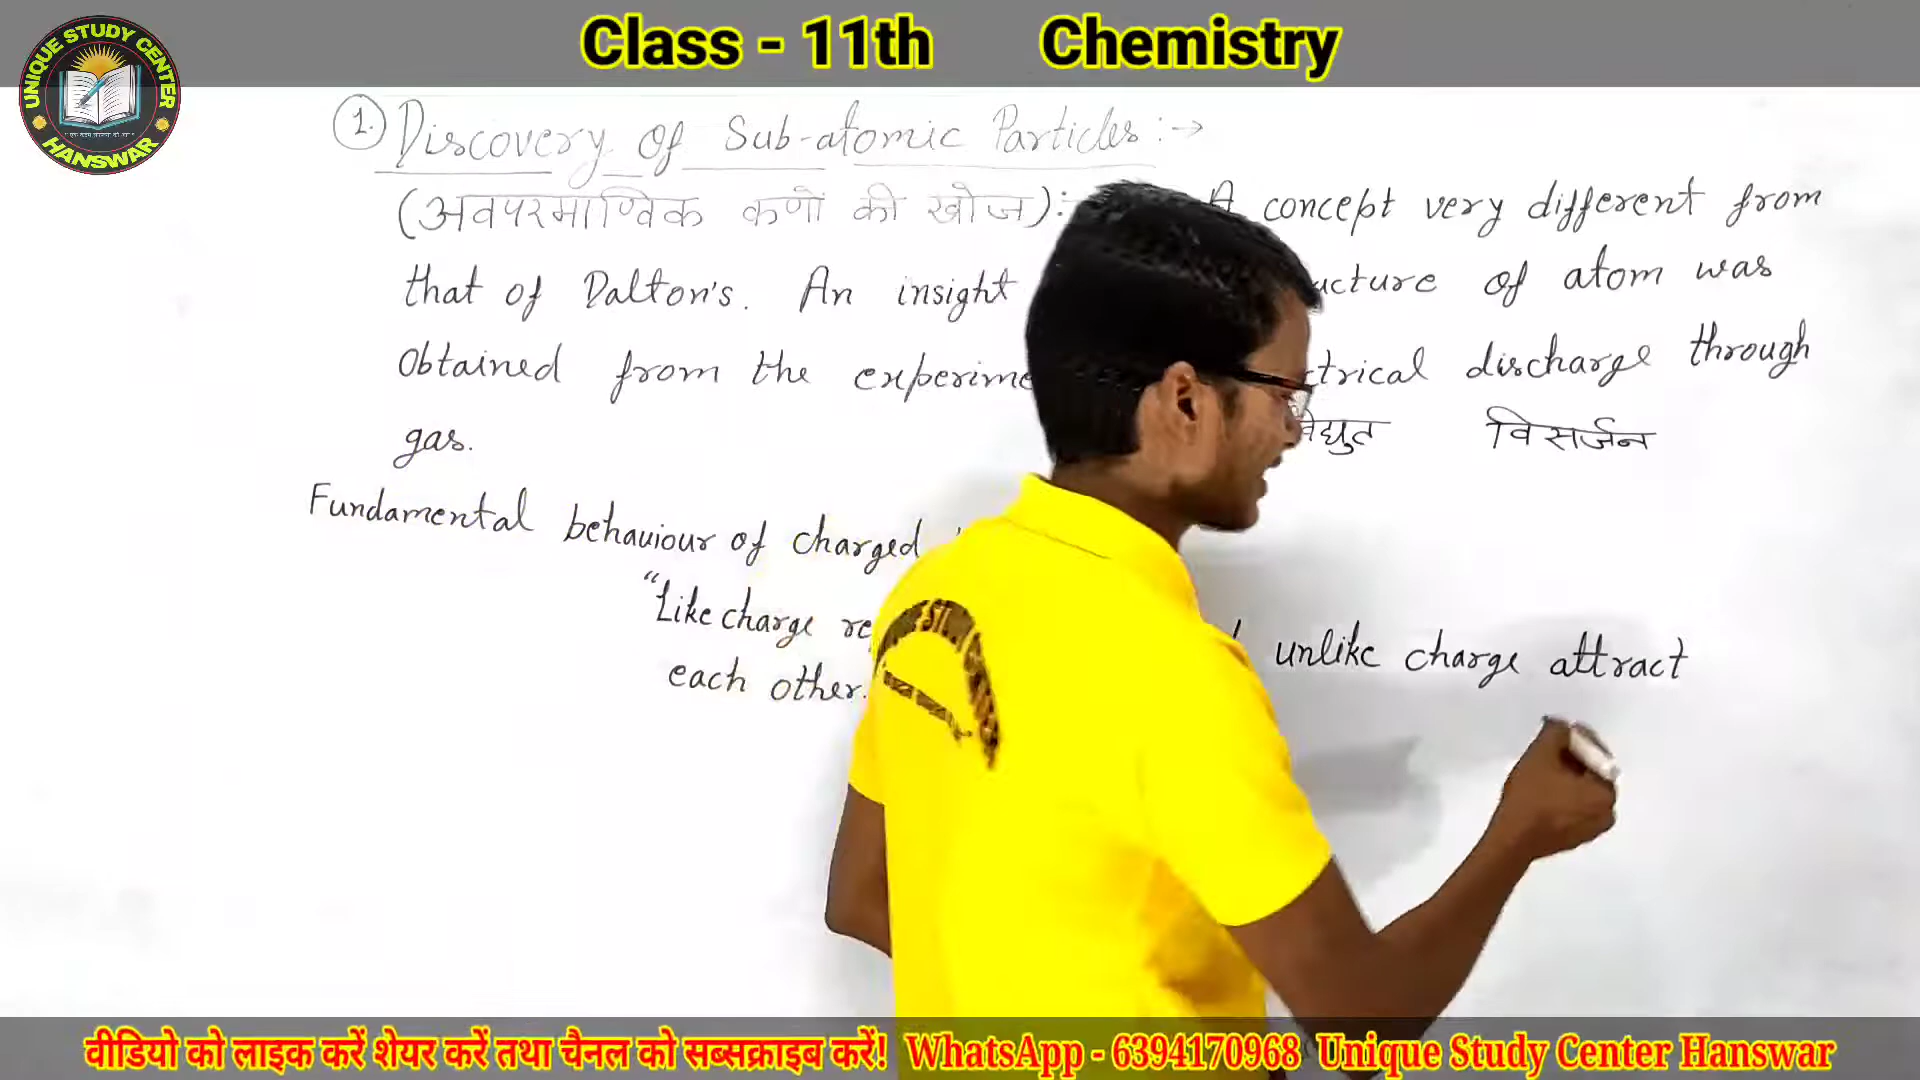 Class - 11th Chemistry
UNIQUE STUDY CENTER
HANSWAR
1. Discovery of Sub-atomic Particles :→
(अवपरमाण्विक कणों की खोज):- A concept very different from
that of Dalton's. An insight ucture of atom was
Obtained from the experime ctrical discharge through
gas. विद्युत विसर्जन
Fundamental behaviour of charged
"Like charge re unlike charge attract
each other.
वीडियो को लाइक करें शेयर करें तथा चैनल को सब्सक्राइब करें! WhatsApp - 6394170968 Unique Study Center Hanswar